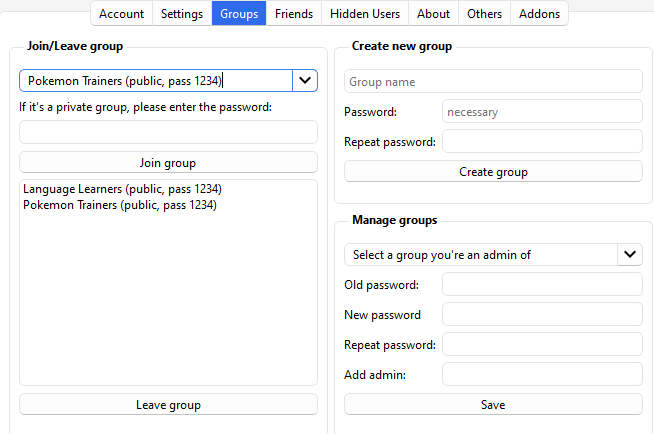 Account Settings Groups Friends Hidden Users About Others Addons
Join/Leave group
Pokemon Trainers (public, pass 1234)
If it's a private group, please enter the password:
Join group
Language Learners (public, pass 1234)
Pokemon Trainers (public, pass 1234)
Leave group
Create new group
Group name
Password: necessary
Repeat password:
Create group
Manage groups
Select a group you're an admin of
Old password:
New password
Repeat password:
Add admin:
Save